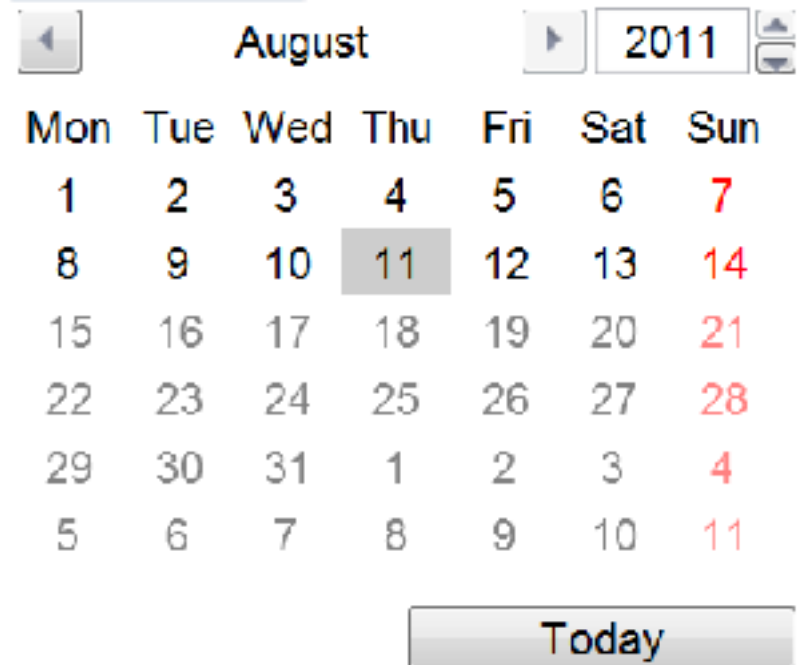 August 2011
Mon Tue Wed Thu Fri Sat Sun
1 2 3 4 5 6 7
8 9 10 11 12 13 14
15 16 17 18 19 20 21
22 23 24 25 26 27 28
29 30 31 1 2 3 4
5 6 7 8 9 10 11
Today